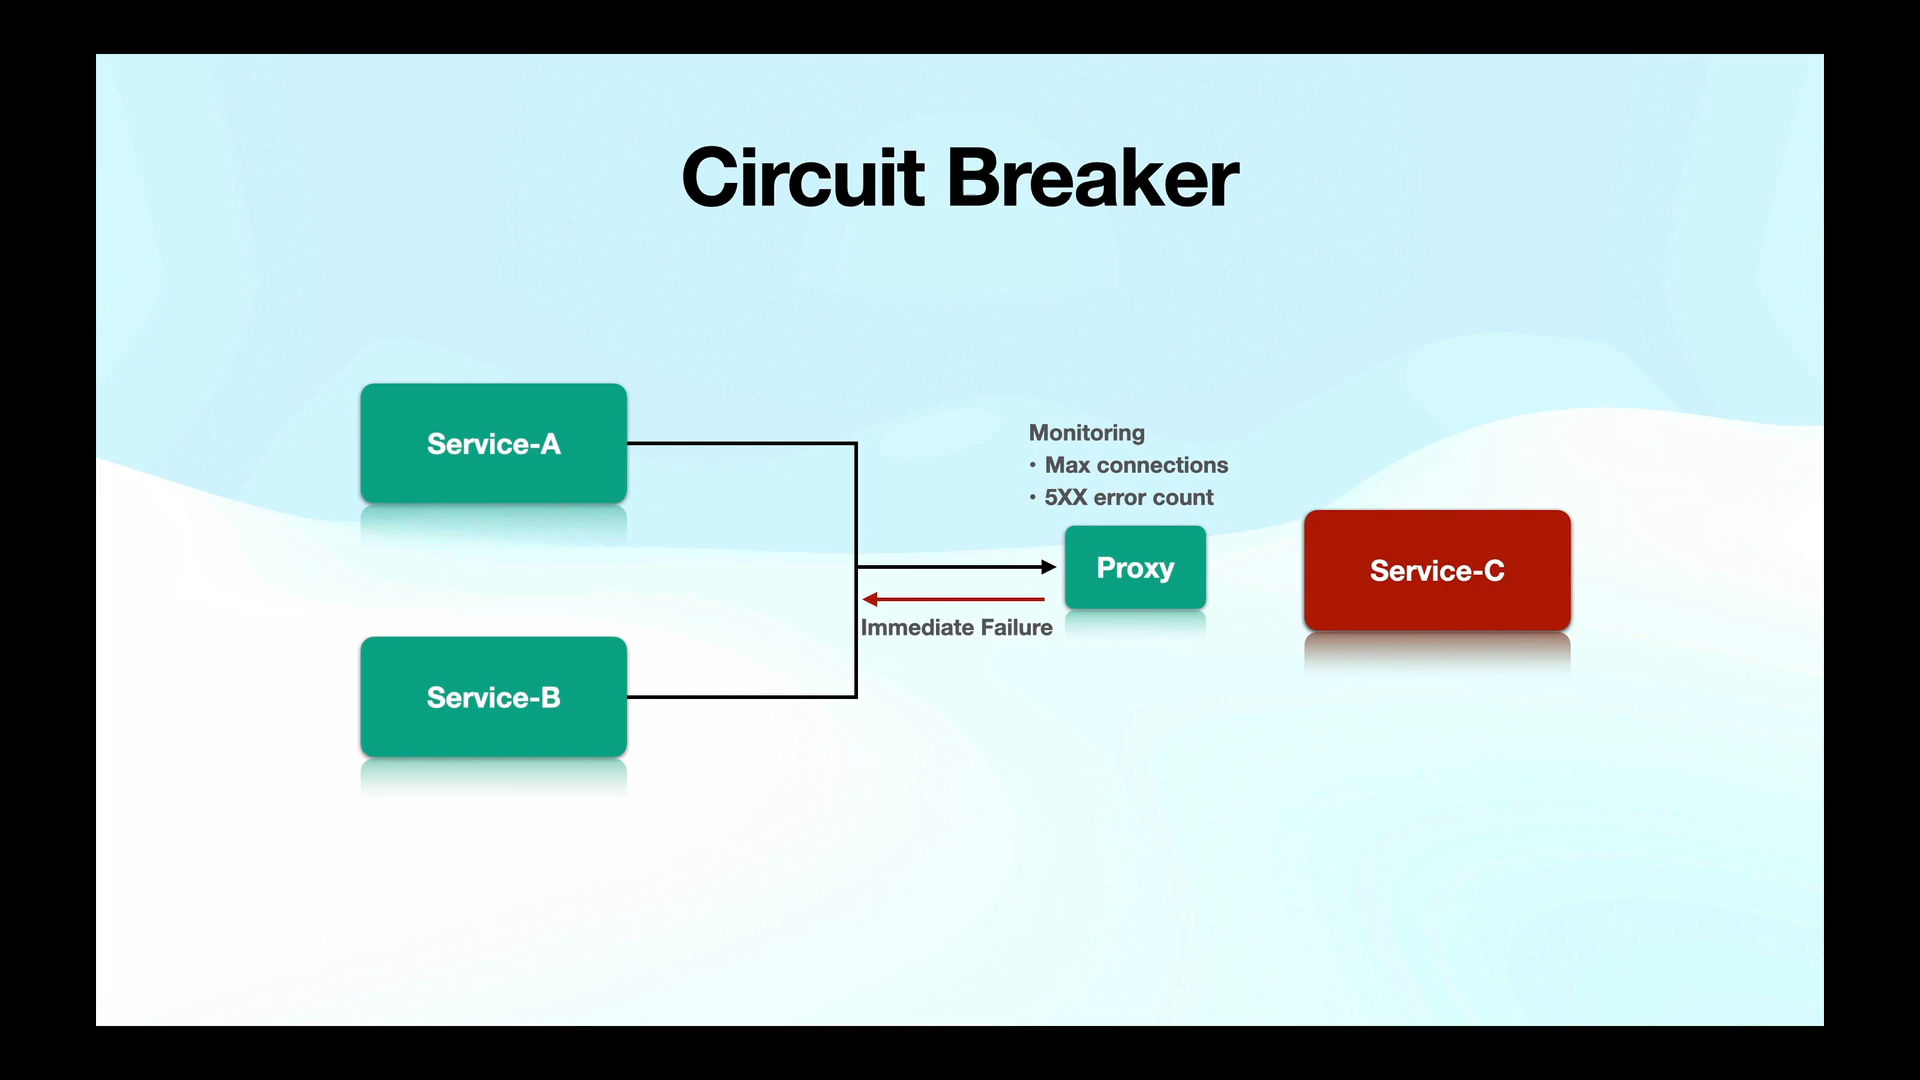 Circuit Breaker
Service-A
Monitoring
• Max connections
• 5XX error count
Proxy
Service-C
Immediate Failure
Service-B